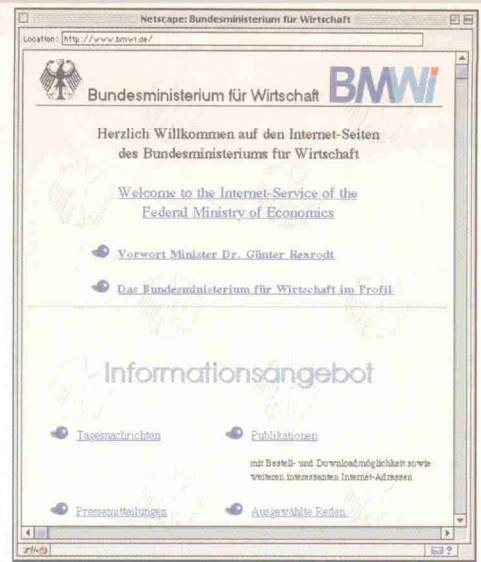 Netscape: Bundesministerium für Wirtschaft
Location: http://www.bmwi.de/
Bundesministerium für Wirtschaft BMWi
Herzlich Willkommen auf den Internet-Seiten
des Bundesministeriums für Wirtschaft
Welcome to the Internet-Service of the
Federal Ministry of Economics
Vorwort Minister Dr. Günter Rexrodt
Das Bundesministerium für Wirtschaft im Profil
Informationsangebot
Tagesnachrichten
Publikationen
mit Bestell- und Downloadmöglichkeit sowie
weiteren interessanten Internet-Adressen
Pressemitteilungen
Ausgewählte Reden